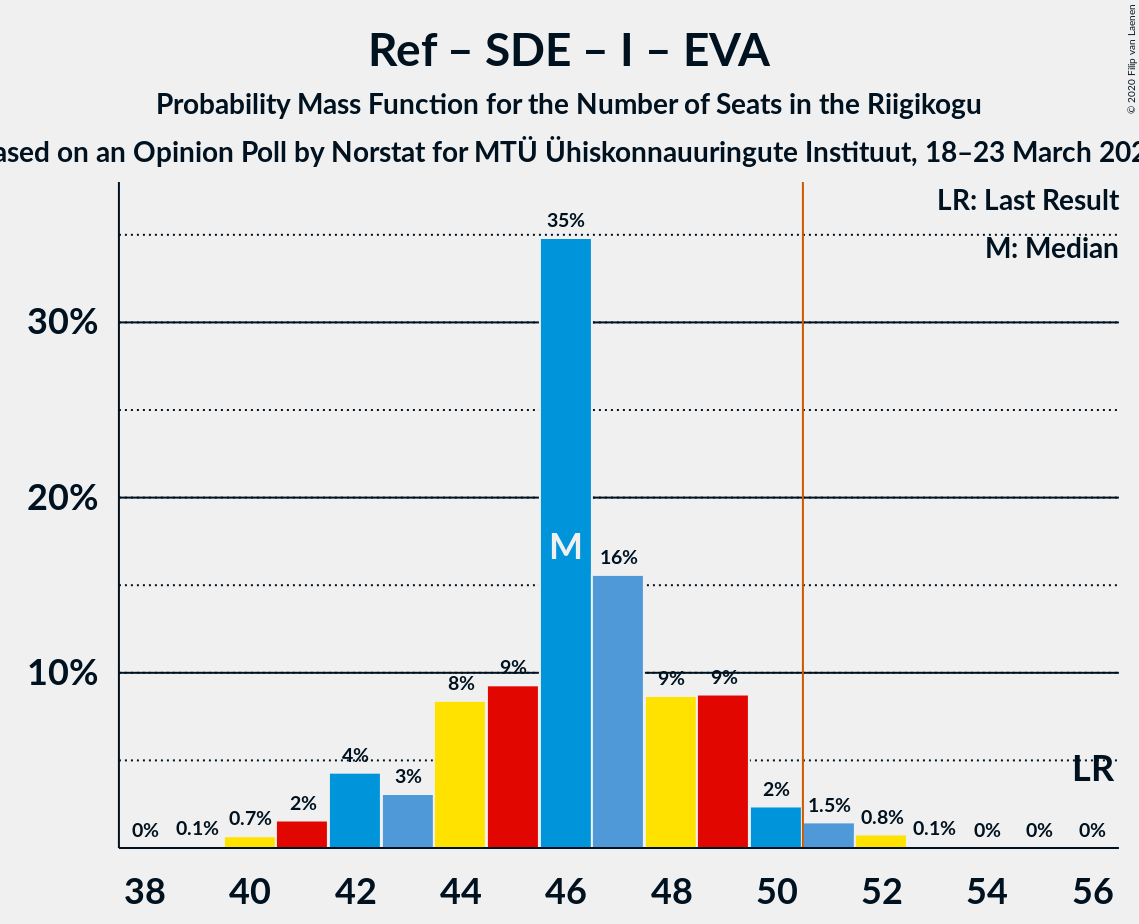 Ref – SDE – I – EVA
Probability Mass Function for the Number of Seats in the Riigikogu
ased on an Opinion Poll by Norstat for MTÜ Ühiskonnauuringute Instituut, 18–23 March 202
© 2020 Filip van Laenen
LR: Last Result
M: Median
35%
30%
M
16%
20%
10%
9%
8%
9%
9%
4%
3%
2%
0.7%
0.1%
0%
2%
1.5%
0.8%
0.1%
0%
0%
0%
LR
38 40 42 44 46 48 50 52 54 56